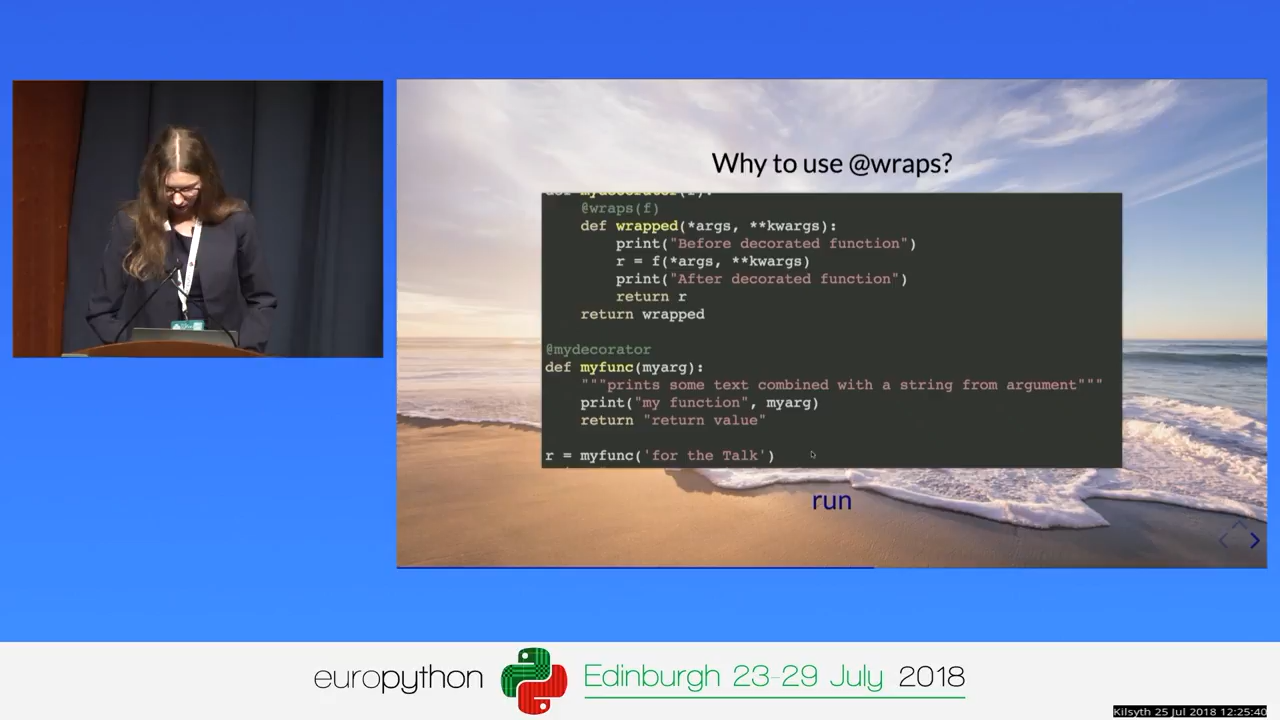 Why to use @wraps?
def mydecorator(f):
    @wraps(f)
    def wrapped(*args, **kwargs):
        print("Before decorated function")
        r = f(*args, **kwargs)
        print("After decorated function")
        return r
    return wrapped
@mydecorator
def myfunc(myarg):
    """prints some text combined with a string from argument"""
    print("my function", myarg)
    return "return value"
r = myfunc('for the Talk')
run
europython
Edinburgh 23-29 July 2018
Kilsyth 25 Jul 2018 12:25:40